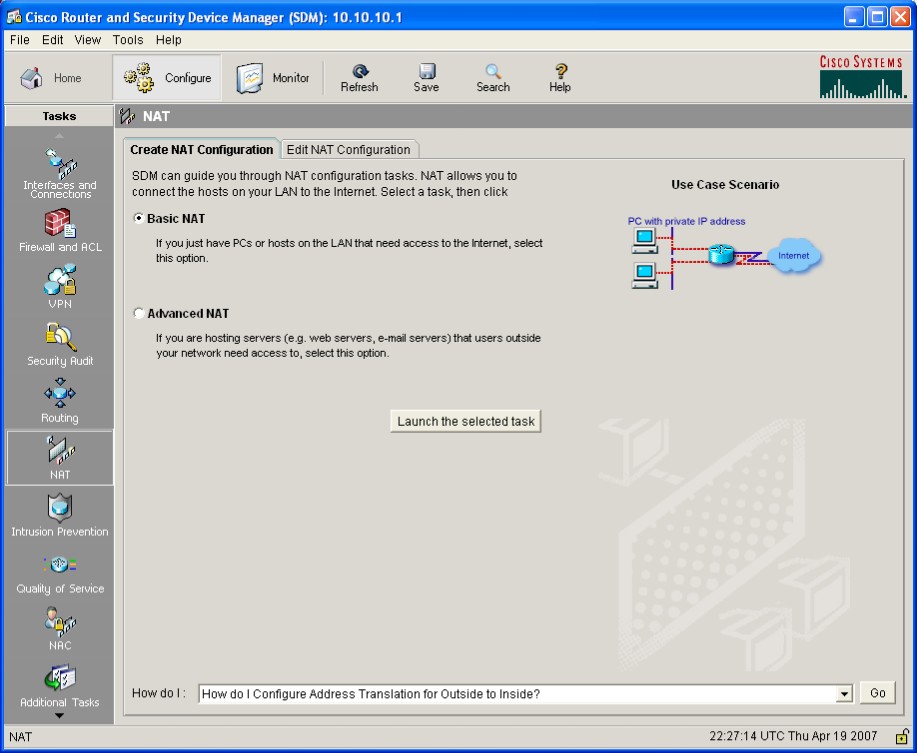 Cisco Router and Security Device Manager (SDM): 10.10.10.1
File Edit View Tools Help
Home Configure Monitor Refresh Save Search Help
CISCO SYSTEMS
Tasks
NAT
Interfaces and
Connections
Firewall and ACL
VPN
Security Audit
Routing
NAT
Intrusion Prevention
Quality of Service
NAC
Additional Tasks
Create NAT Configuration Edit NAT Configuration
SDM can guide you through NAT configuration tasks. NAT allows you to
connect the hosts on your LAN to the Internet. Select a task, then click
Basic NAT
If you just have PCs or hosts on the LAN that need access to the Internet, select
this option.
Advanced NAT
If you are hosting servers (e.g. web servers, e-mail servers) that users outside
your network need access to, select this option.
Launch the selected task
Use Case Scenario
PC with private IP address
Internet
How do I : How do I Configure Address Translation for Outside to Inside? Go
NAT 22:27:14 UTC Thu Apr 19 2007